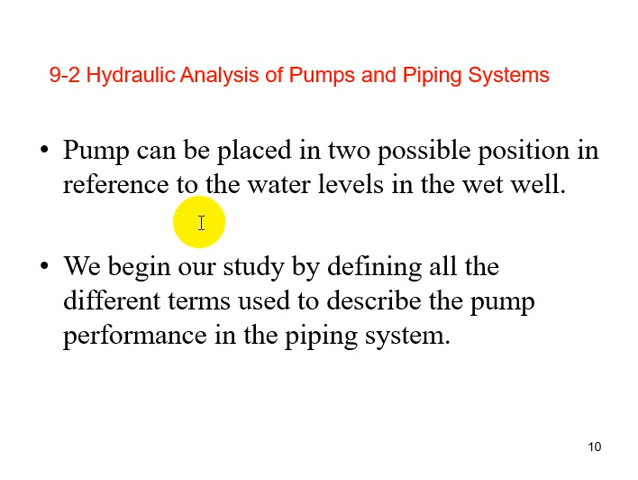 9-2 Hydraulic Analysis of Pumps and Piping Systems
• Pump can be placed in two possible position in
reference to the water levels in the wet well.
• We begin our study by defining all the
different terms used to describe the pump
performance in the piping system.
10